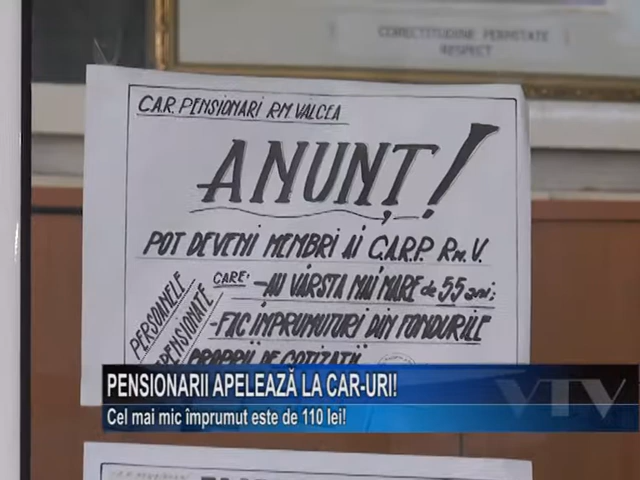 CORECTITUDINE PERMITATE
RESPECT
C.A.R. PENSIONARI RM. VALCEA
ANUNȚ!
POT DEVENI MEMBRI AI C.A.R.P. Rm. V.
PERSOANELE
PENSIONATE
CARE:
-AU VÂRSTA MAI MARE de 55 ani;
-FAC ÎMPRUMUTURI DIN FONDURILE
PROPRII DE COTIZAȚII
PENSIONARII APELEAZĂ LA CAR-URI!
Cel mai mic împrumut este de 110 lei!
VTV